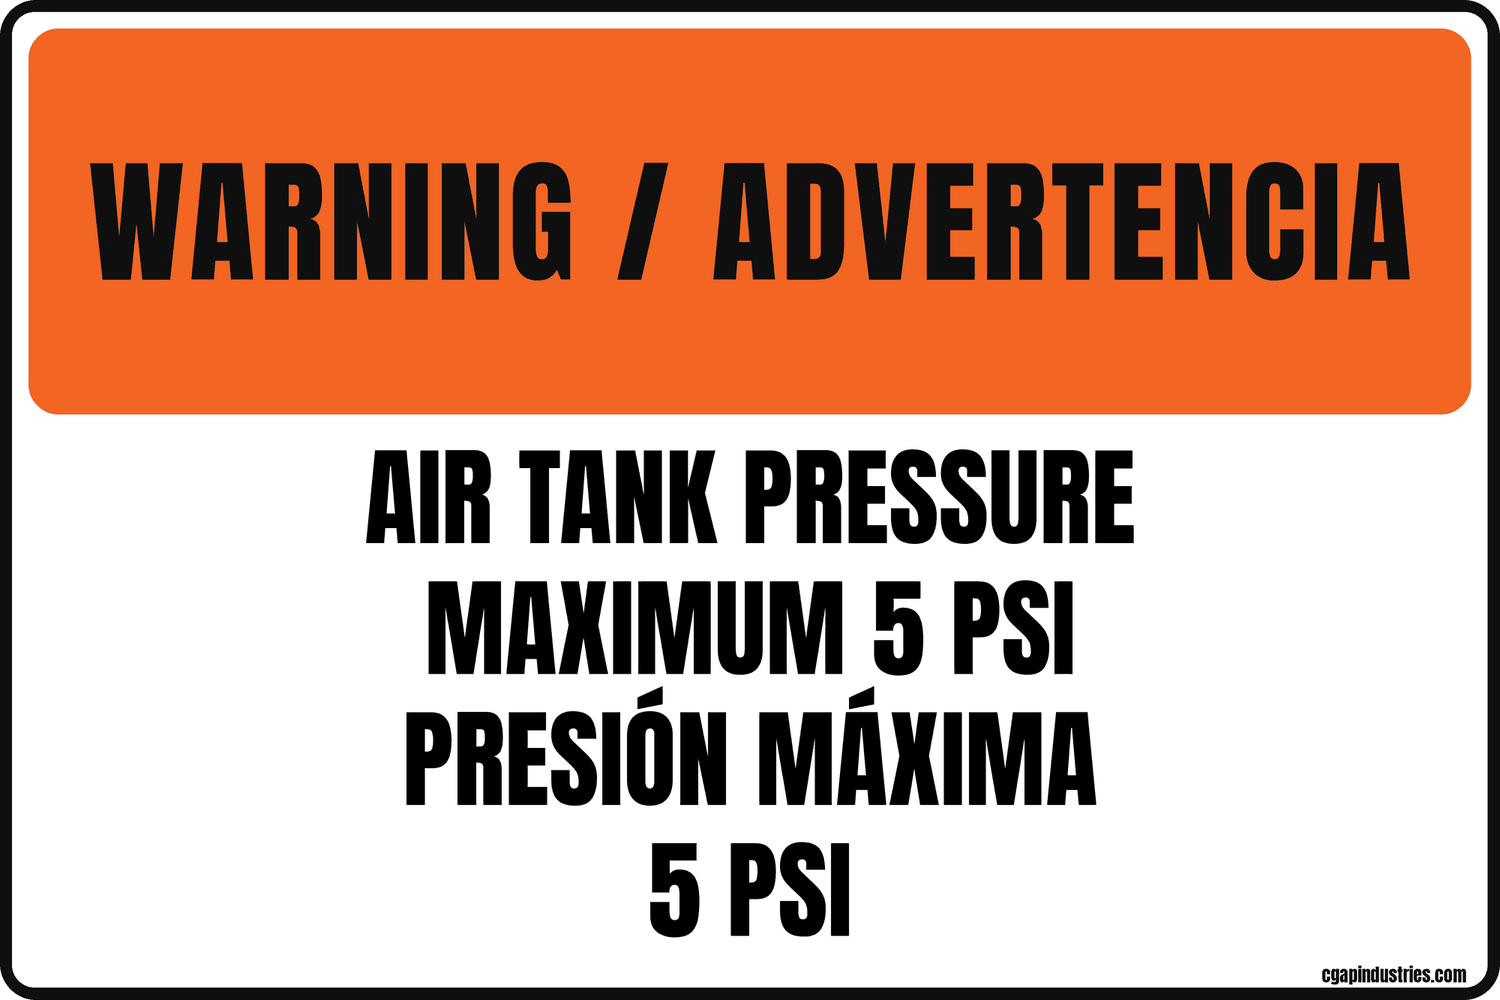 WARNING / ADVERTENCIA
AIR TANK PRESSURE
MAXIMUM 5 PSI
PRESIÓN MÁXIMA
5 PSI
cgapindustries.com